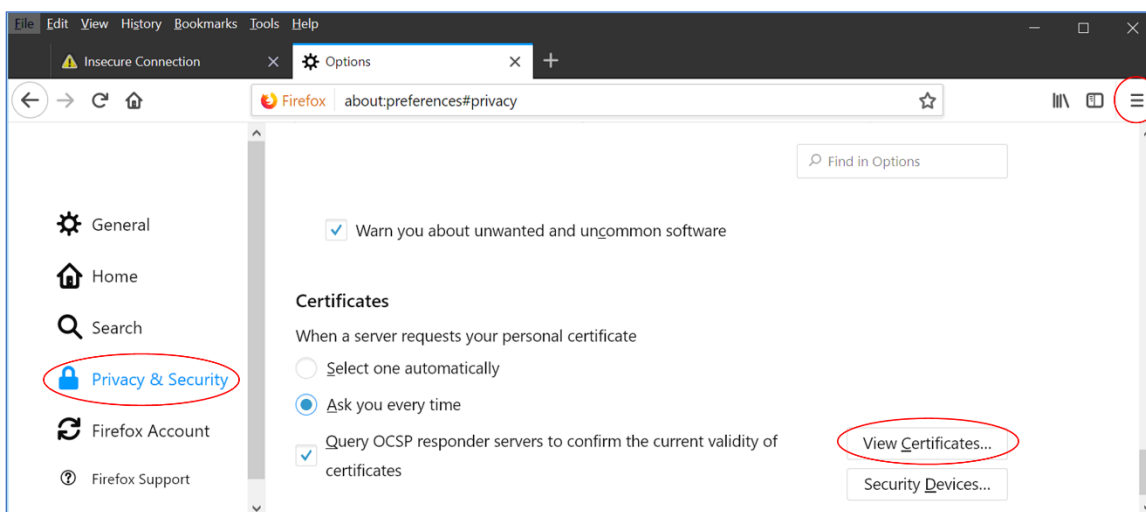 File Edit View History Bookmarks Tools Help
Insecure Connection
Options
Firefox about:preferences#privacy
Find in Options
General
Home
Search
Privacy & Security
Firefox Account
Firefox Support
Warn you about unwanted and uncommon software
Certificates
When a server requests your personal certificate
Select one automatically
Ask you every time
Query OCSP responder servers to confirm the current validity of
certificates
View Certificates...
Security Devices...